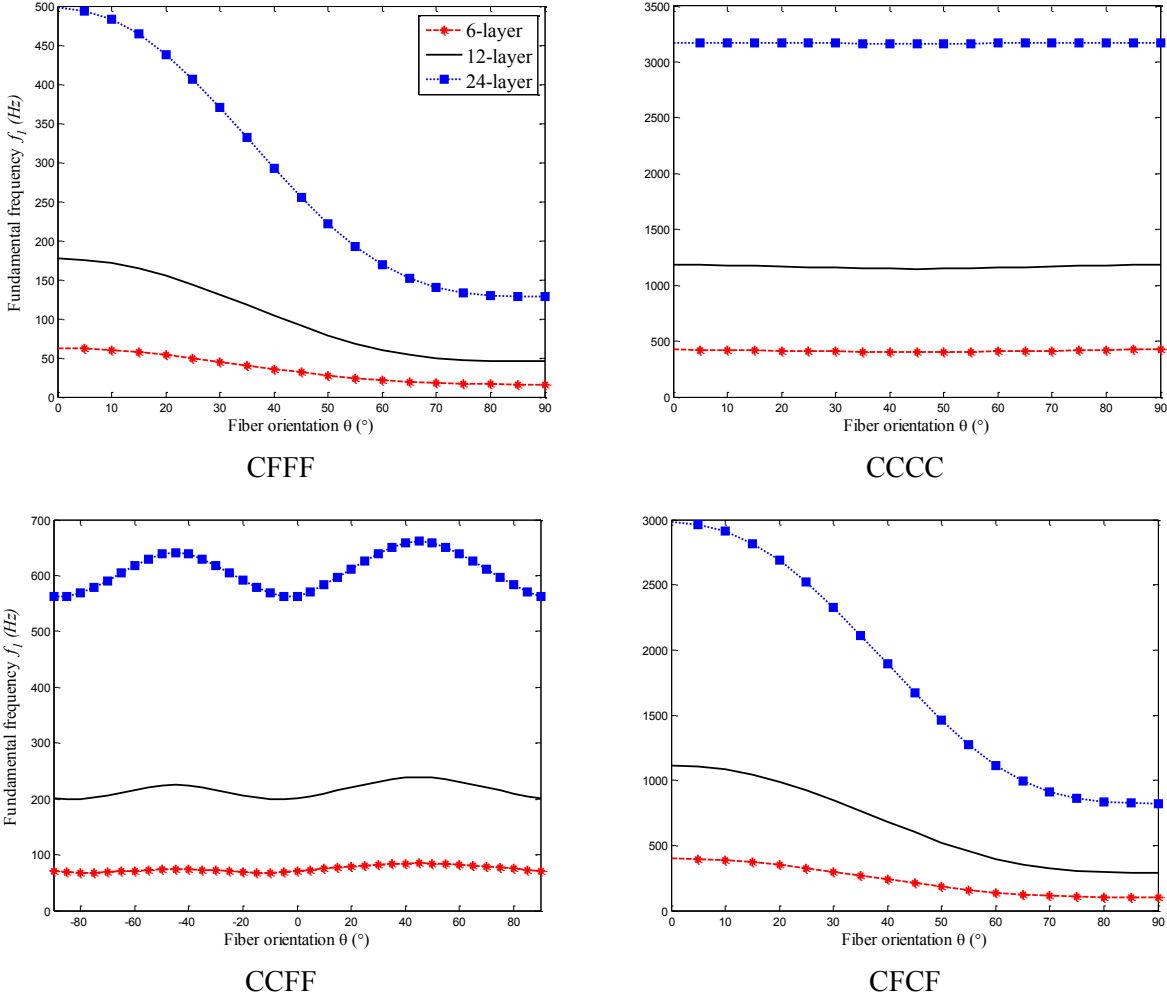 500
450
400
350
300
250
200
150
100
50
0
Fundamental frequency f1 (Hz)
6-layer
12-layer
24-layer
0 10 20 30 40 50 60 70 80 90
Fiber orientation θ (°)
CFFF
3500
3000
2500
2000
1500
1000
500
0
0 10 20 30 40 50 60 70 80 90
Fiber orientation θ (°)
CCCC
700
600
500
400
300
200
100
0
Fundamental frequency f1 (Hz)
-80 -60 -40 -20 0 20 40 60 80
Fiber orientation θ (°)
CCFF
3000
2500
2000
1500
1000
500
0
0 10 20 30 40 50 60 70 80 90
Fiber orientation θ (°)
CFCF